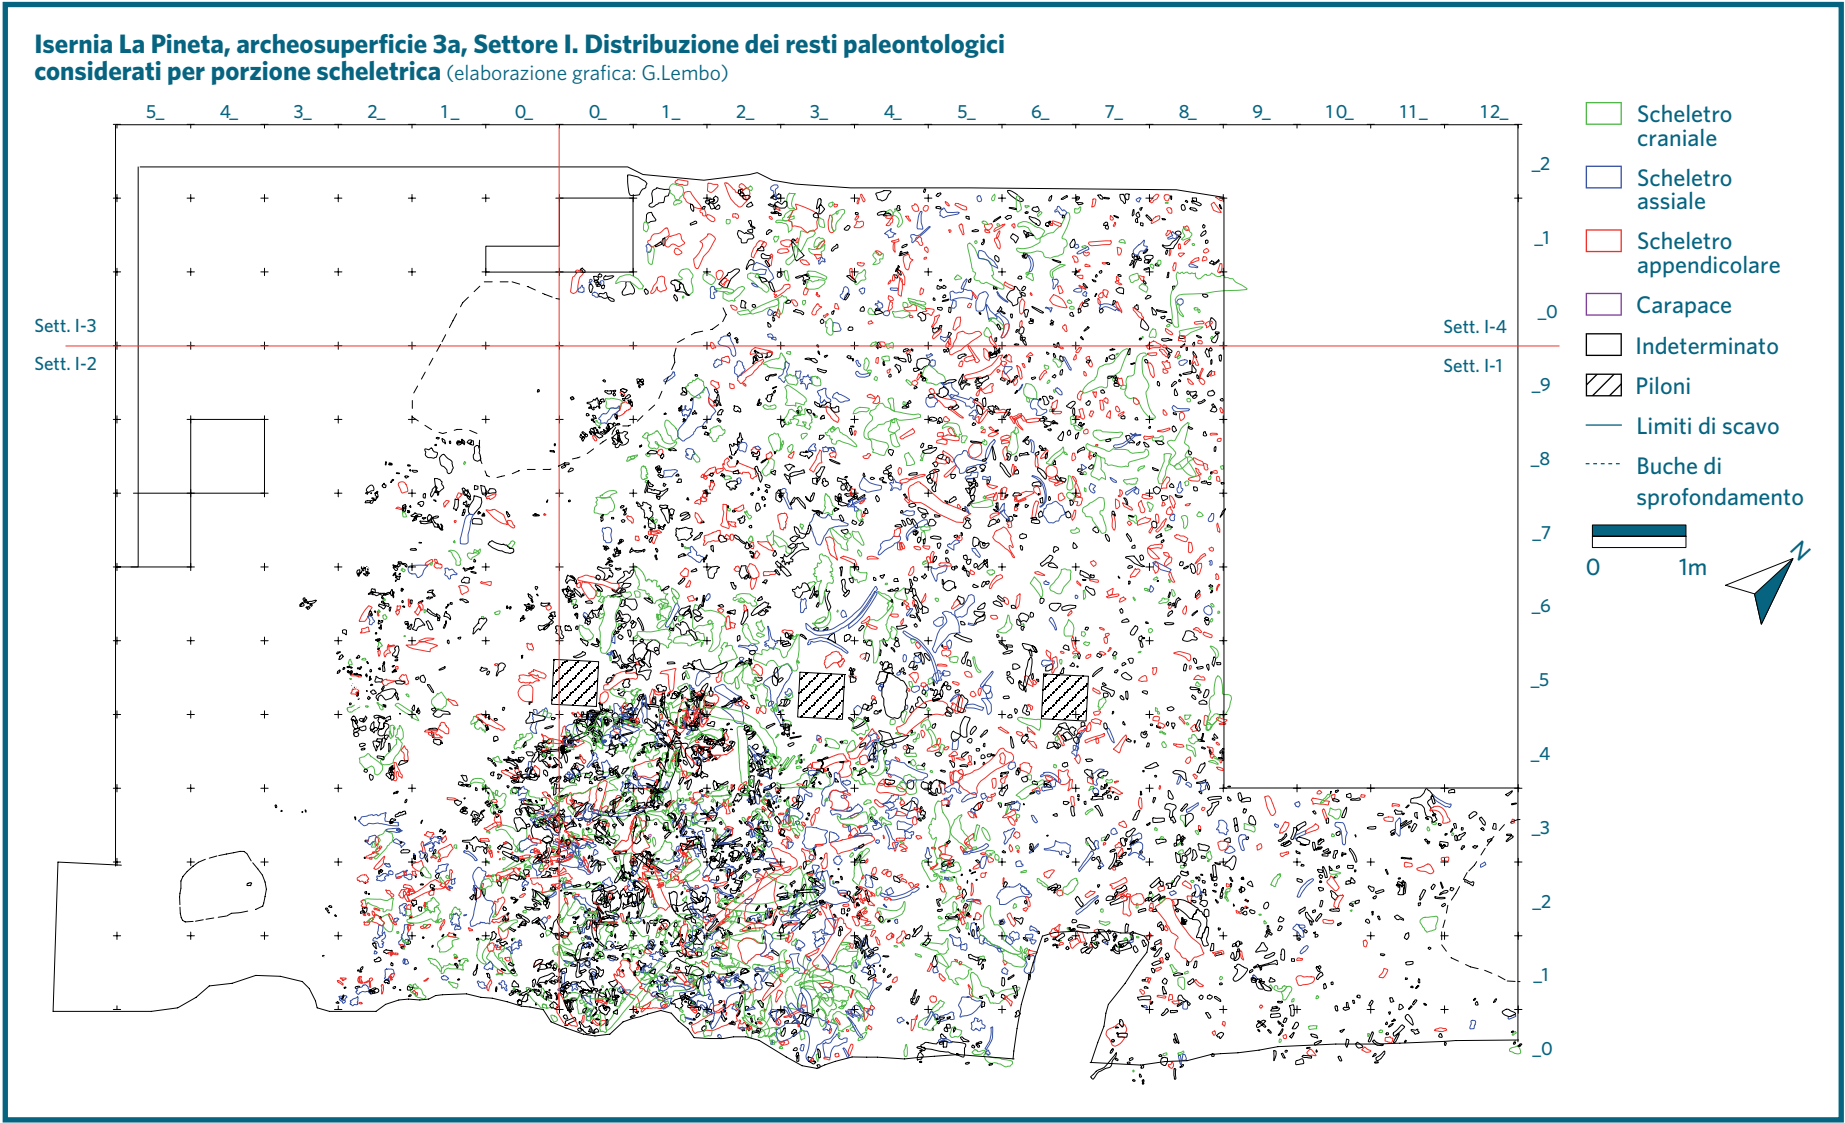 Isernia La Pineta, archeosuperficie 3a, Settore I. Distribuzione dei resti paleontologici
considerati per porzione scheletrica (elaborazione grafica: G.Lembo)
5_ 4_ 3_ 2_ 1_ 0_ 0_ 1_ 2_ 3_ 4_ 5_ 6_ 7_ 8_ 9_ 10_ 11_ 12_
_2
_1
_0
Sett. I-3
Sett. I-4
Sett. I-2
Sett. I-1
_9
_8
_7
_6
_5
_4
_3
_2
_1
_0
Scheletro
craniale
Scheletro
assiale
Scheletro
appendicolare
Carapace
Indeterminato
Piloni
Limiti di scavo
Buche di
sprofondamento
0 1m
N